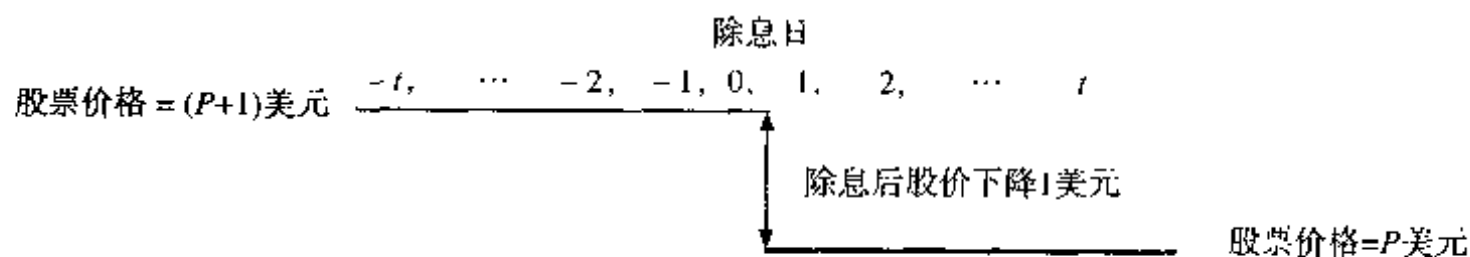 除息日
-t, … -2, -1, 0, 1, 2, … t
股票价格=(P+1)美元
除息后股价下降1美元
股票价格=P美元